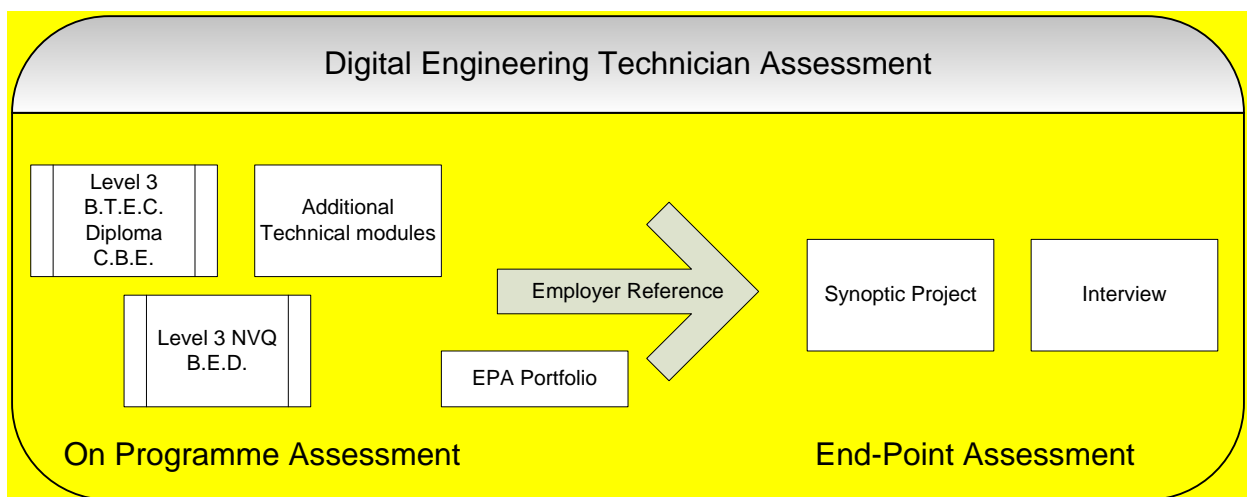 Digital Engineering Technician Assessment
Level 3
B.T.E.C.
Diploma
C.B.E.
Additional
Technical modules
Level 3 NVQ
B.E.D.
Employer Reference
EPA Portfolio
Synoptic Project
Interview
On Programme Assessment
End-Point Assessment